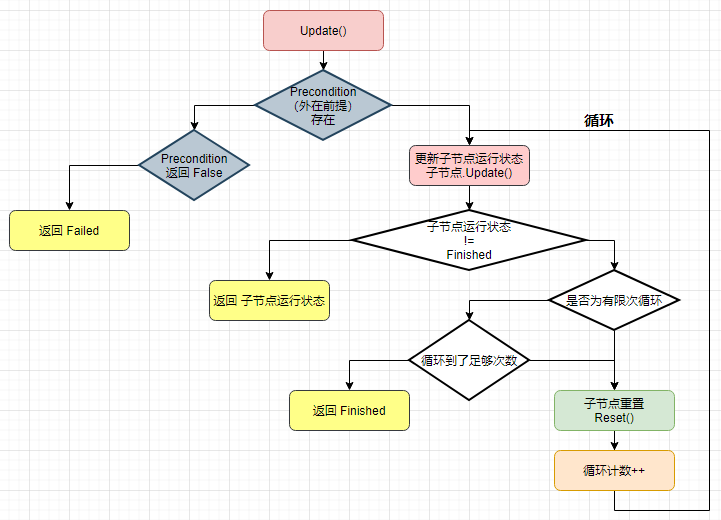 Update()
Precondition
（外在前提）
存在
循环
Precondition
返回 False
更新子节点运行状态
子节点.Update()
返回 Failed
子节点运行状态
!=
Finished
返回 子节点运行状态
是否为有限次循环
循环到了足够次数
返回 Finished
子节点重置
Reset()
循环计数++